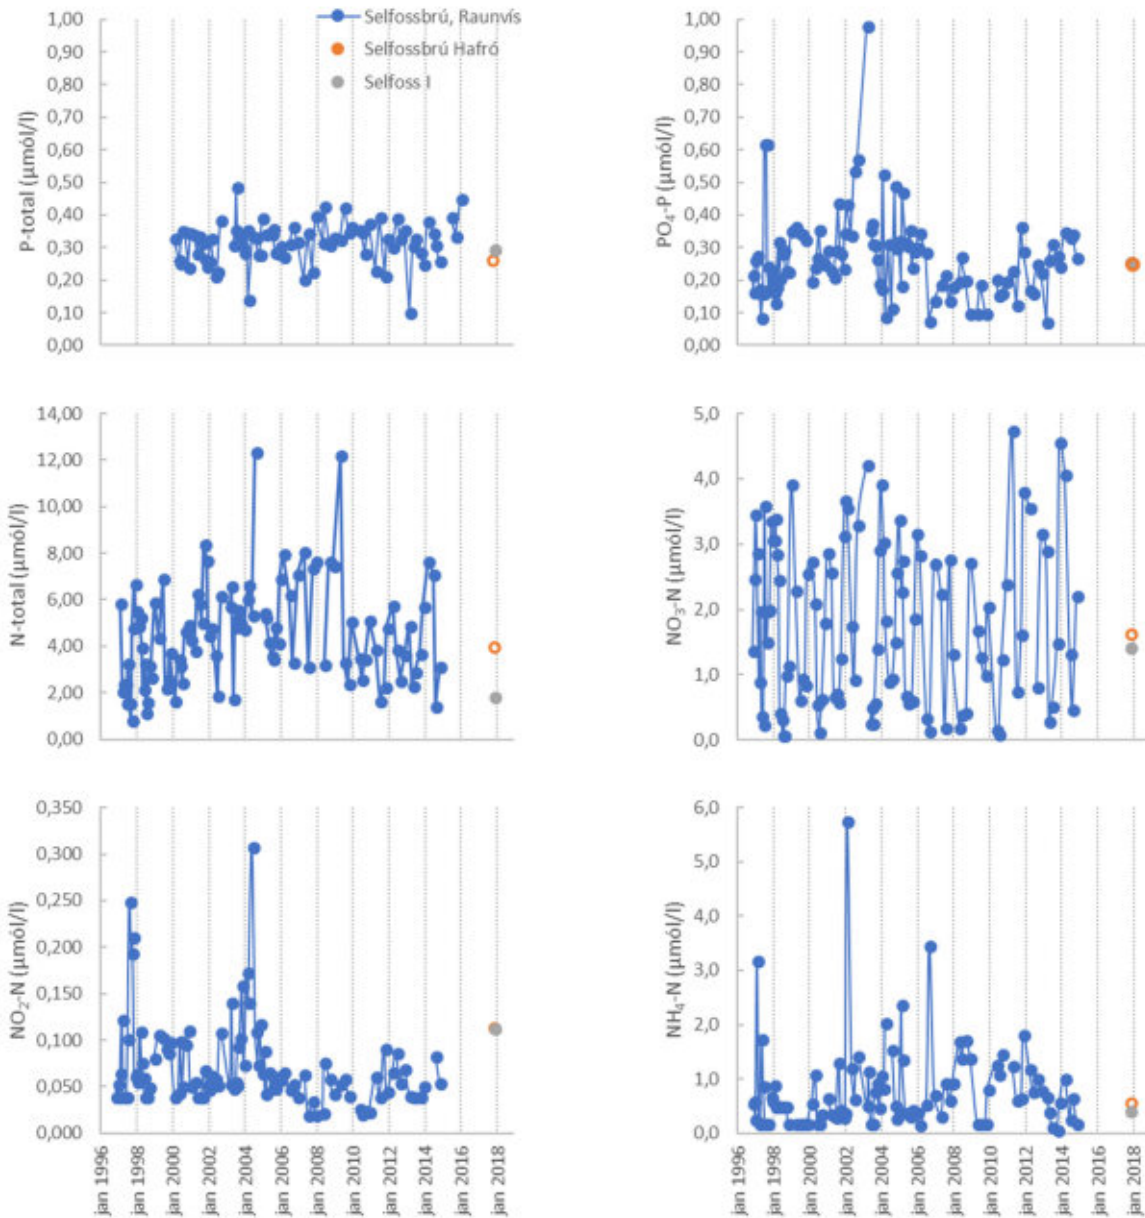 Selfossbrú, Raunvís
Selfossbrú Hafró
Selfoss I
P-total (µmól/l)
1,00
0,90
0,80
0,70
0,60
0,50
0,40
0,30
0,20
0,10
0,00
PO₄-P (µmól/l)
1,00
0,90
0,80
0,70
0,60
0,50
0,40
0,30
0,20
0,10
0,00
N-total (µmól/l)
14,00
12,00
10,00
8,00
6,00
4,00
2,00
0,00
NO₃-N (µmól/l)
5,0
4,0
3,0
2,0
1,0
0,0
NO₂-N (µmól/l)
0,350
0,300
0,250
0,200
0,150
0,100
0,050
0,000
jan 1996
jan 1998
jan 2000
jan 2002
jan 2004
jan 2006
jan 2008
jan 2010
jan 2012
jan 2014
jan 2016
jan 2018
NH₄-N (µmól/l)
6,0
5,0
4,0
3,0
2,0
1,0
0,0
jan 1996
jan 1998
jan 2000
jan 2002
jan 2004
jan 2006
jan 2008
jan 2010
jan 2012
jan 2014
jan 2016
jan 2018